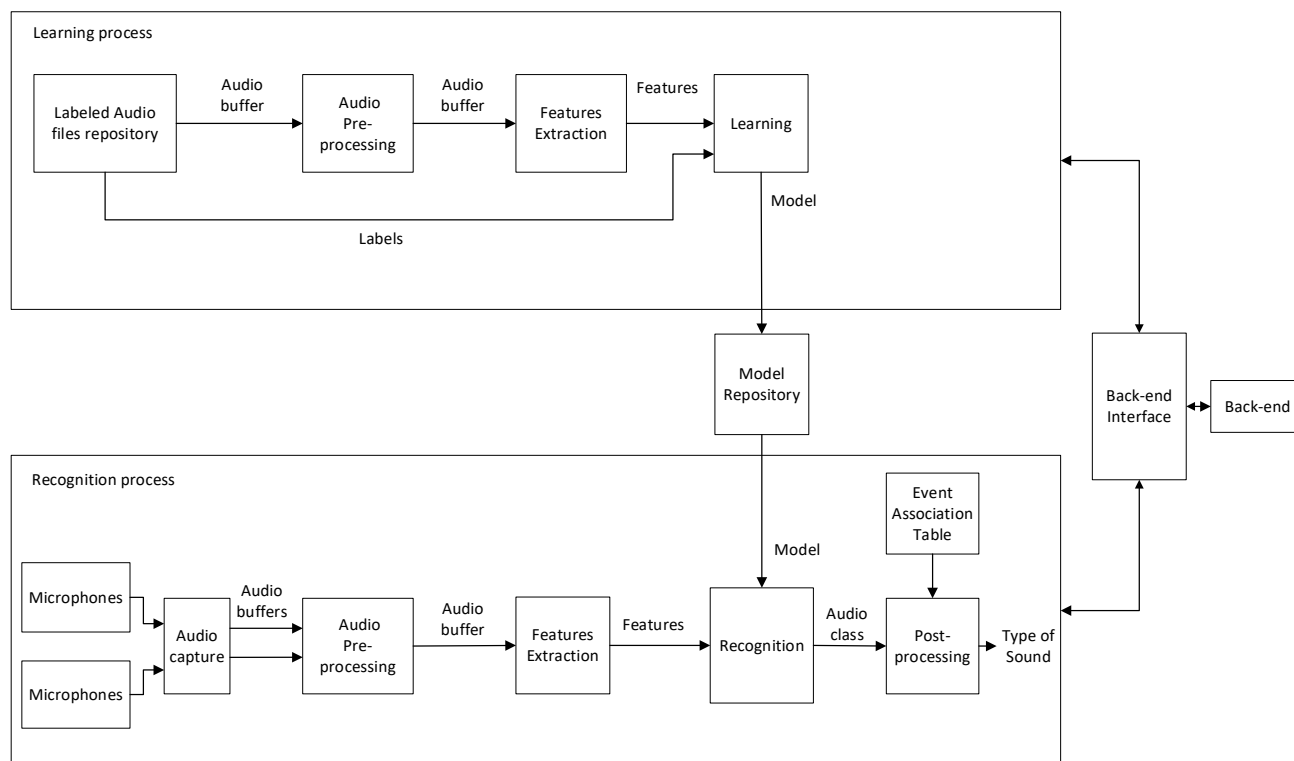 Learning process
Labeled Audio
files repository
Audio
buffer
Audio
Pre-
processing
Audio
buffer
Features
Extraction
Features
Learning
Labels
Model
Model
Repository
Back-end
Interface
Back-end
Recognition process
Microphones
Microphones
Audio
capture
Audio
buffers
Audio
Pre-
processing
Audio
buffer
Features
Extraction
Features
Model
Recognition
Audio
class
Event
Association
Table
Post-
processing
Type of
Sound